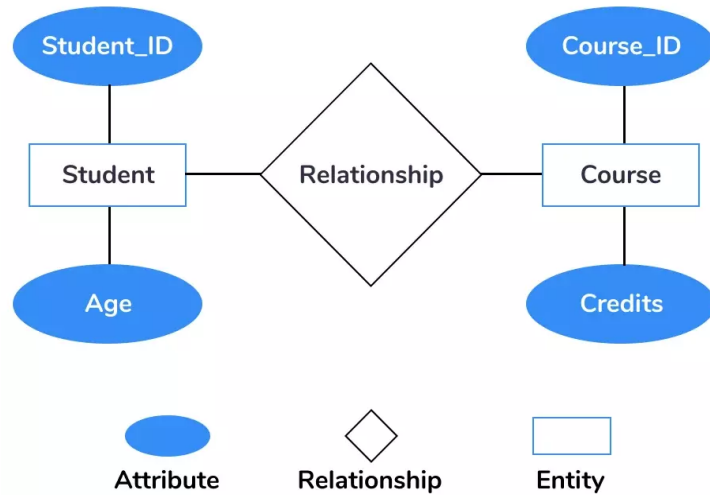 Student_ID
Course_ID
Student
Relationship
Course
Age
Credits
Attribute
Relationship
Entity